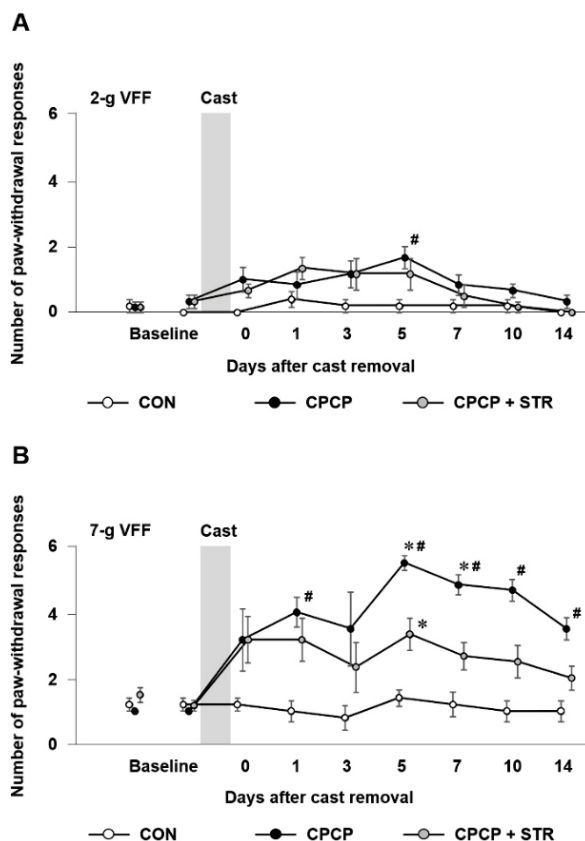 A
Number of paw-withdrawal responses
2-g VFF
Cast
6
4
2
0
#
Baseline
0 1 3 5 7 10 14
Days after cast removal
CON CPCP CPCP + STR
B
Number of paw-withdrawal responses
7-g VFF
Cast
6
4
2
0
# *# *# # #
*
Baseline
0 1 3 5 7 10 14
Days after cast removal
CON CPCP CPCP + STR